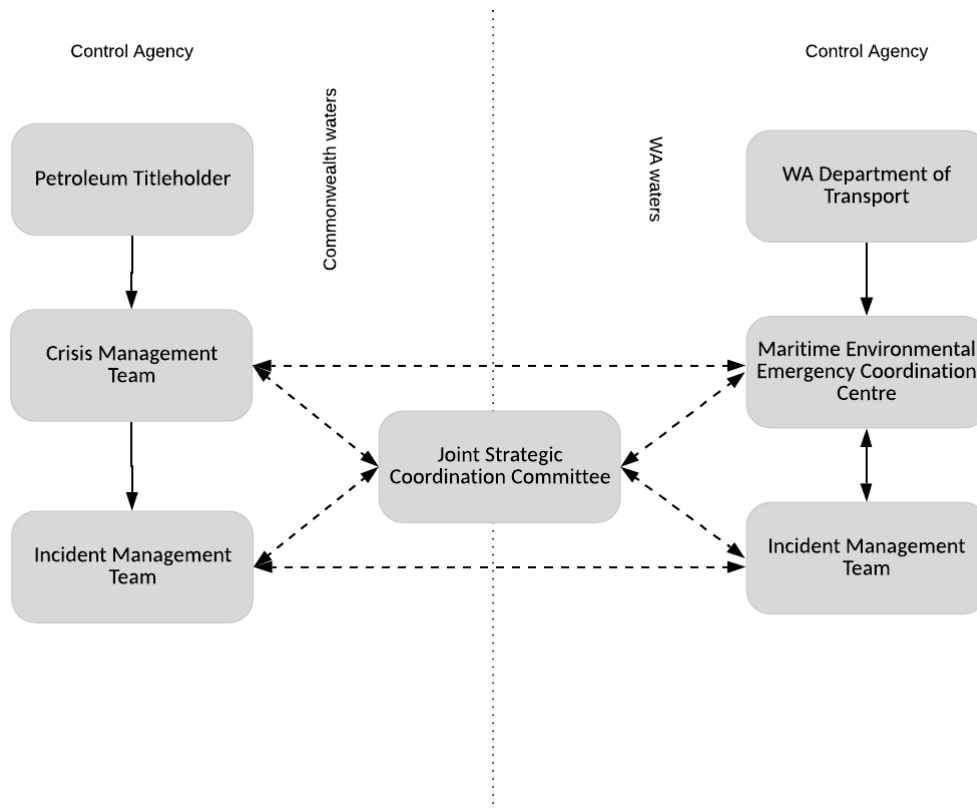 Control Agency
Control Agency
Commonwealth waters
WA waters
Petroleum Titleholder
WA Department of
Transport
Crisis Management
Team
Maritime Environmental
Emergency Coordination
Centre
Joint Strategic
Coordination Committee
Incident Management
Team
Incident Management
Team